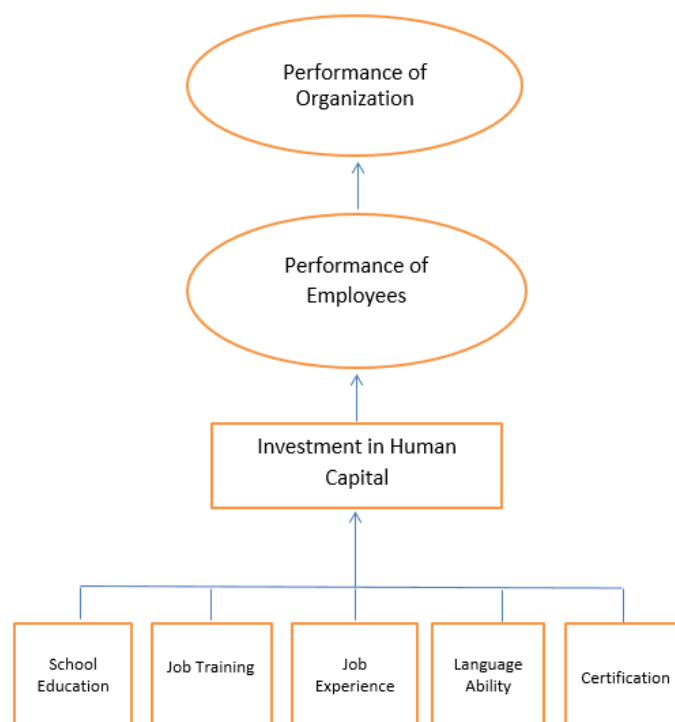 Performance of
Organization
Performance of
Employees
Investment in Human
Capital
School
Education
Job Training
Job
Experience
Language
Ability
Certification